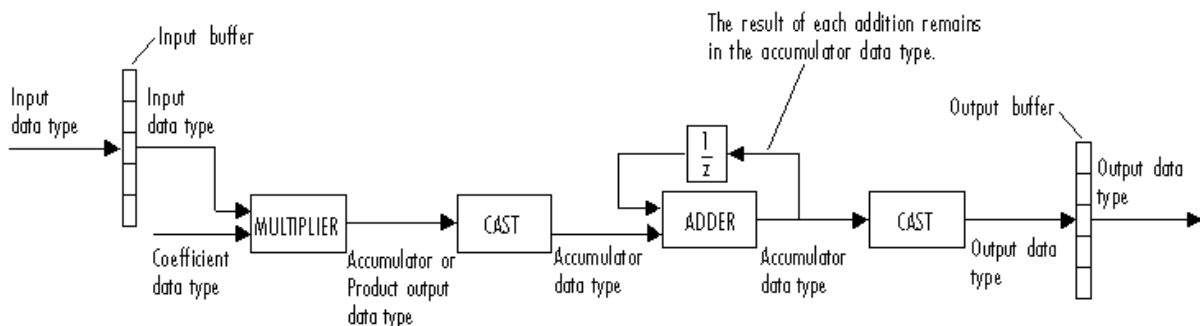 Input buffer
The result of each addition remains
in the accumulator data type.
Input
data type
Input
data type
Output buffer
1
z
Output data
type
MULTIPLIER
CAST
ADDER
CAST
Coefficient
data type
Accumulator or
Product output
data type
Accumulator
data type
Accumulator
data type
Output data
type